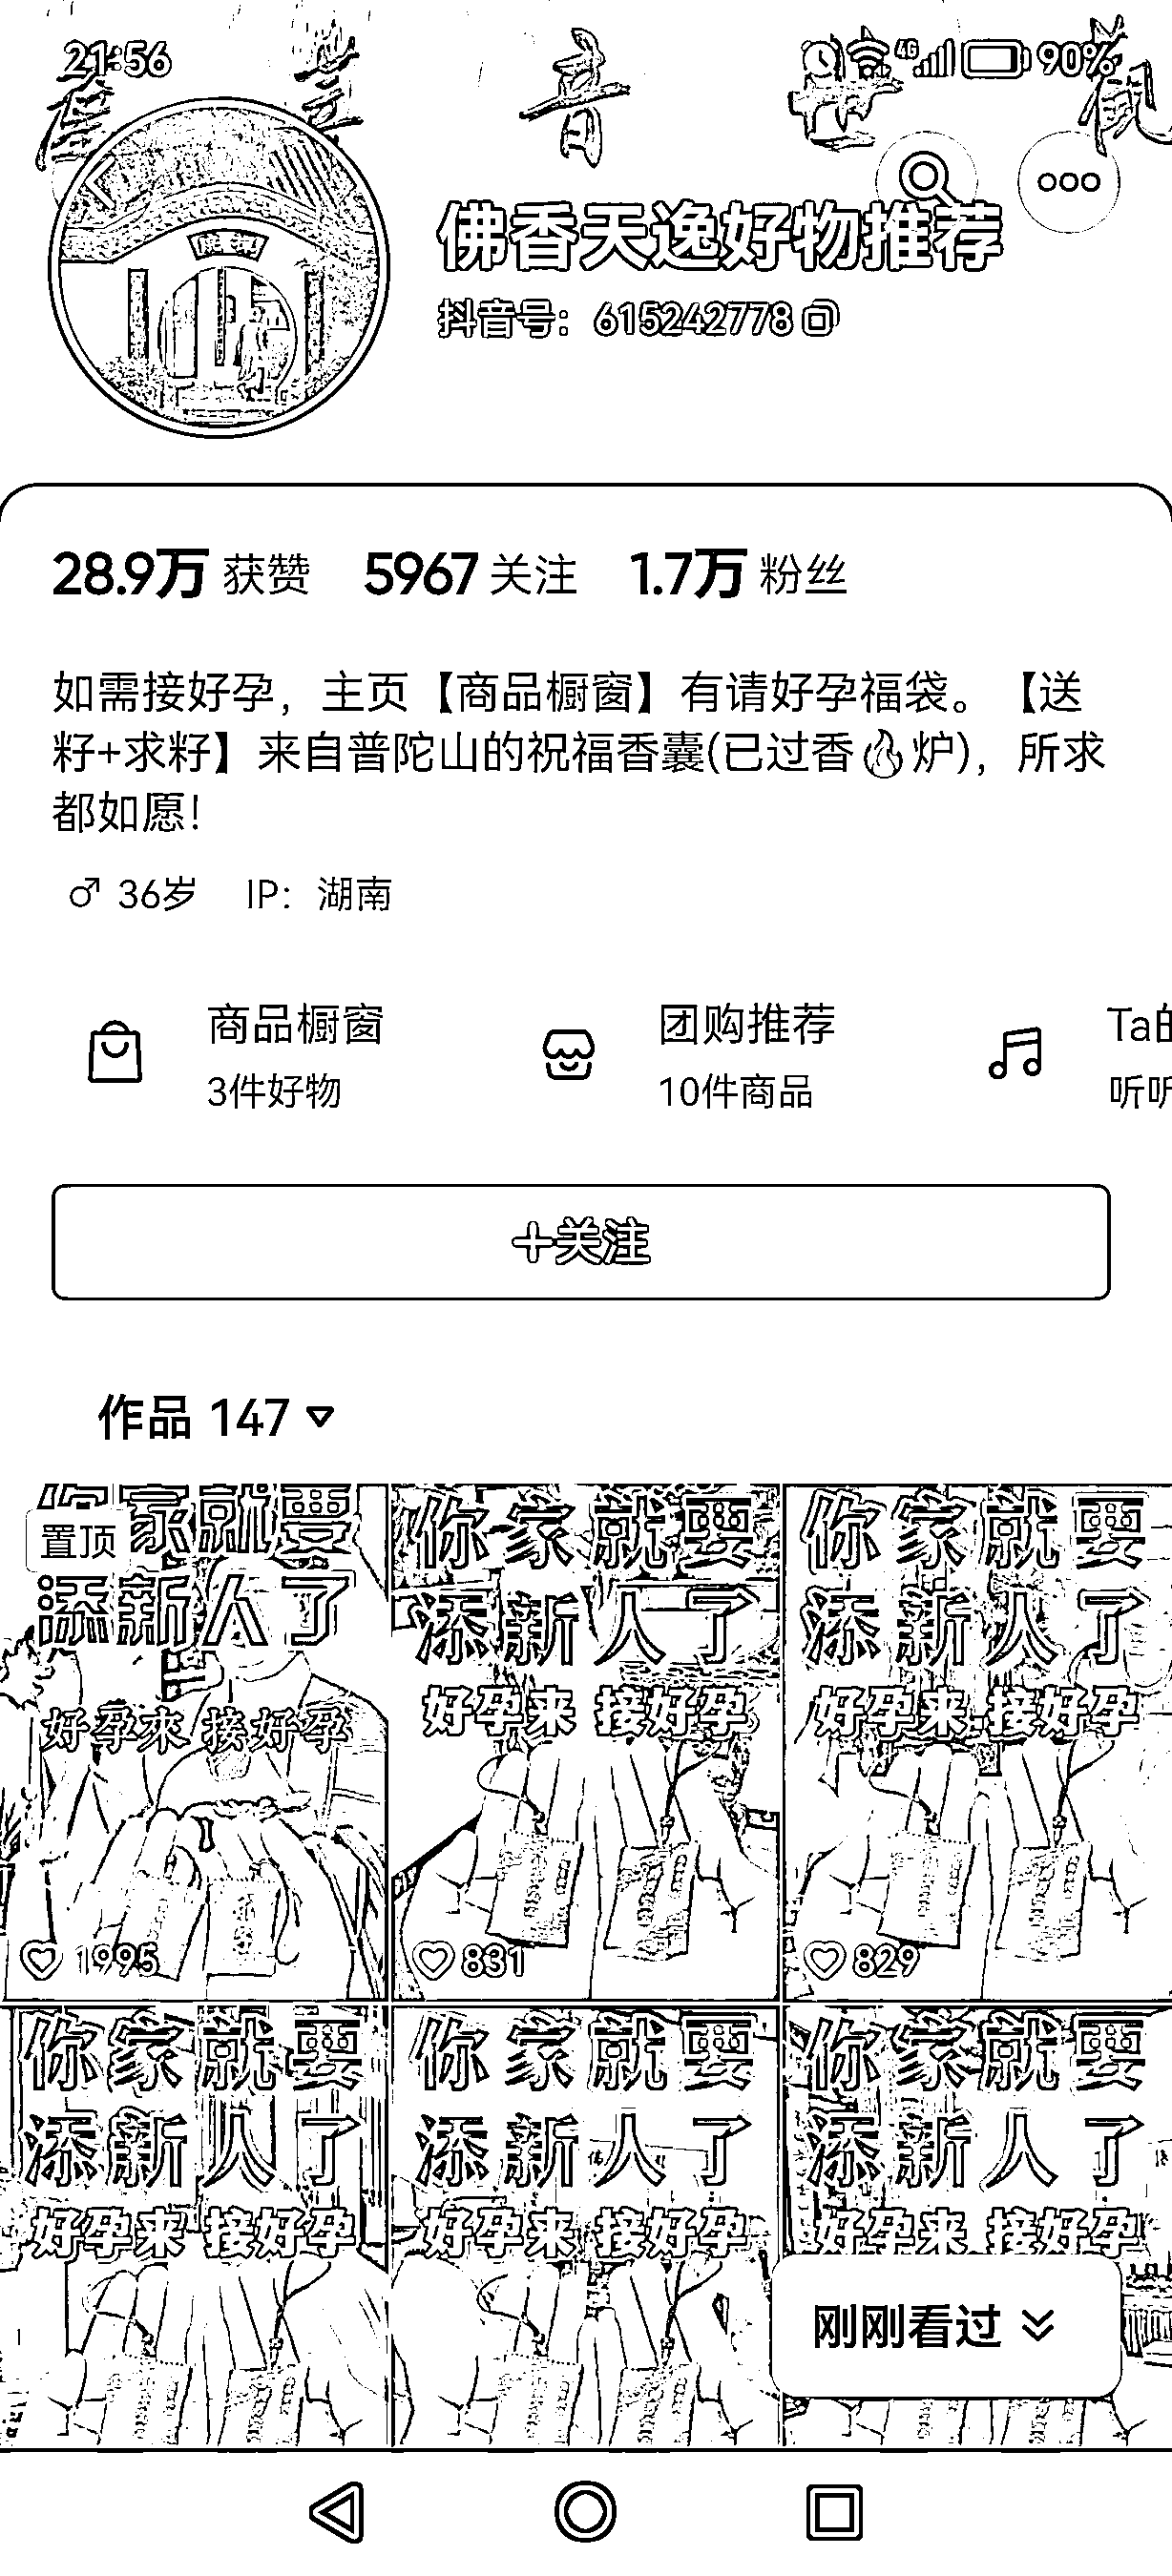 21:56
4G 90%
音 世 觀
佛香天逸好物推荐
抖音号：615242778
28.9万 获赞 5967 关注 1.7万 粉丝
如需接好孕，主页【商品橱窗】有请好孕福袋。【送
籽+求籽】来自普陀山的祝福香囊(已过香🔥炉)，所求
都如愿！
♂ 36岁 IP：湖南
商品橱窗 团购推荐 Ta的
3件好物 10件商品 听听
+关注
作品 147
置顶
你家就要
添新人了
好孕来 接好孕
1995
你家就要
添新人了
好孕来 接好孕
831
你家就要
添新人了
好孕来 接好孕
829
你家就要
添新人了
好孕来 接好孕
你家就要
添新人了
好孕来 接好孕
你家就要
添新人了
好孕来 接好孕
刚刚看过